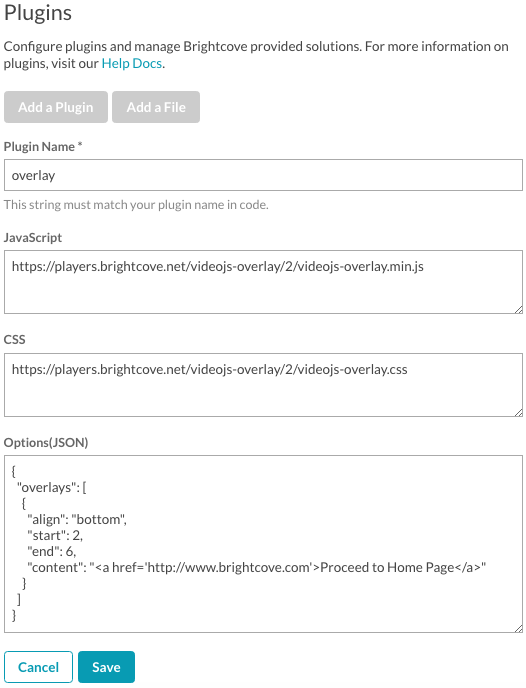 Plugins
Configure plugins and manage Brightcove provided solutions. For more information on
plugins, visit our Help Docs.
Add a Plugin Add a File
Plugin Name *
overlay
This string must match your plugin name in code.
JavaScript
https://players.brightcove.net/videojs-overlay/2/videojs-overlay.min.js
CSS
https://players.brightcove.net/videojs-overlay/2/videojs-overlay.css
Options(JSON)
{
"overlays": [
{
"align": "bottom",
"start": 2,
"end": 6,
"content": "<a href='http://www.brightcove.com'>Proceed to Home Page</a>"
}
]
}
Cancel Save